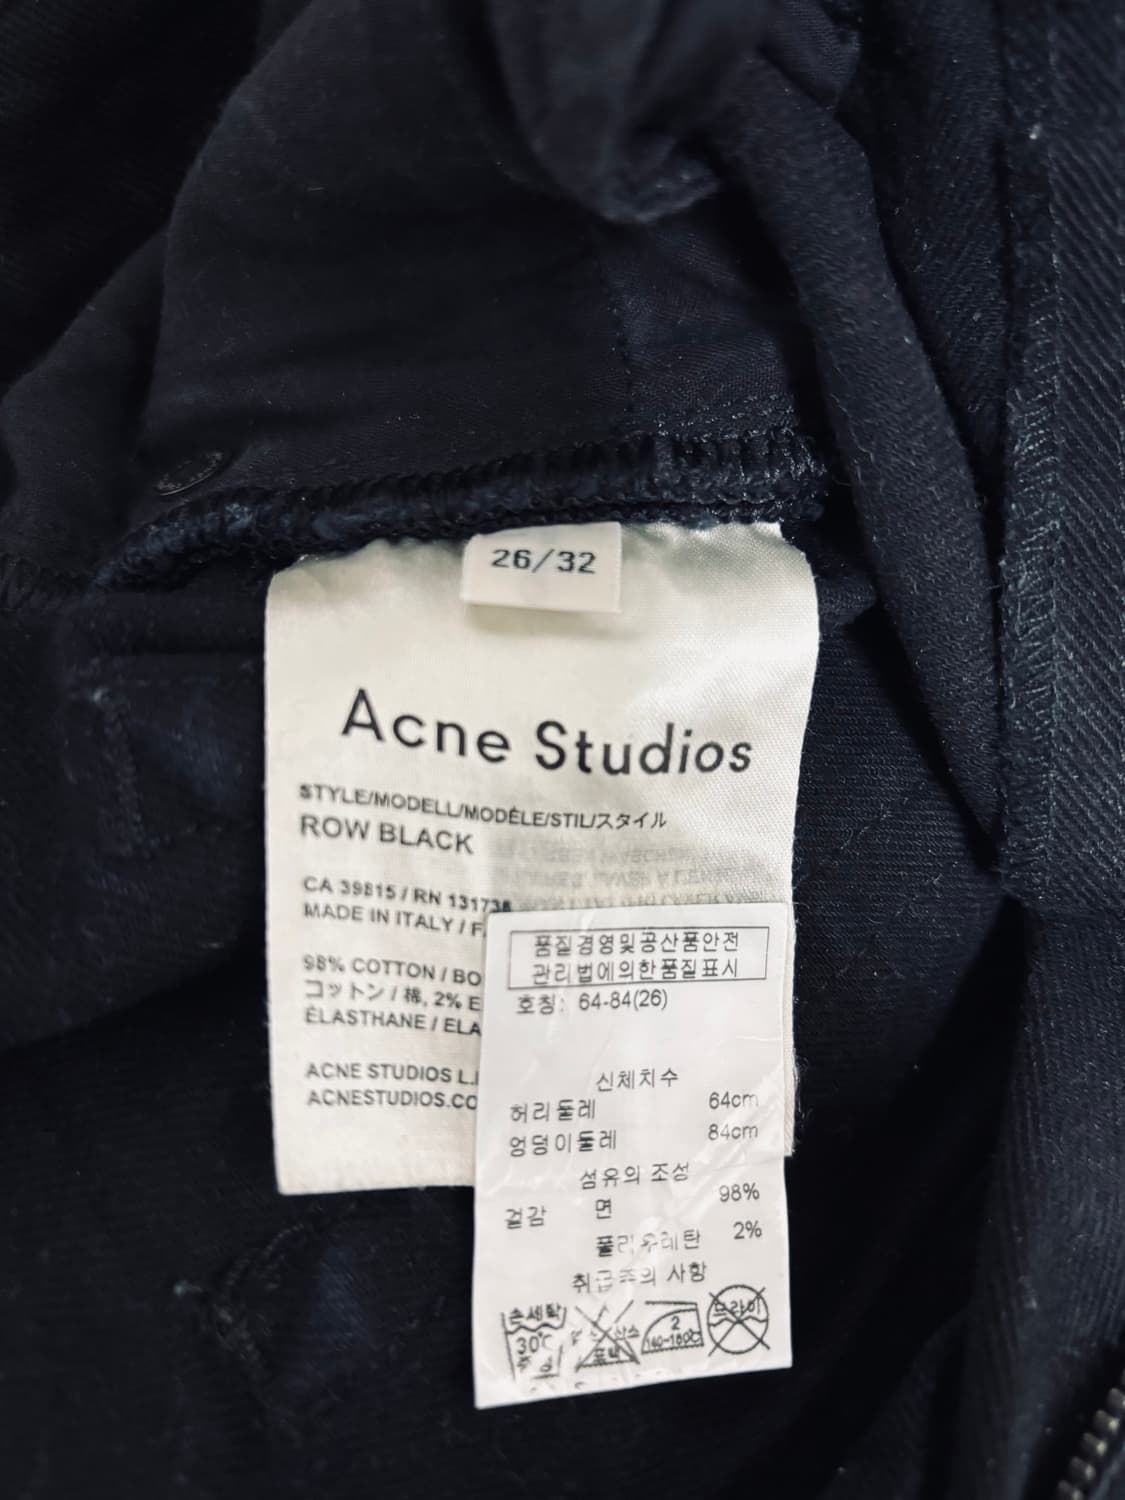 26/32
Acne Studios
STYLE/MODELL/MODÈLE/STIL/スタイル
ROW BLACK
CA 39815 / RN 131738
MADE IN ITALY / F
98% COTTON / BO
コットン / 棉, 2% E
ÉLASTHANE / ELA
ACNE STUDIOS L.
ACNESTUDIOS.CO
품질경영및공산품안전
관리법에의한품질표시
호칭: 64-84(26)
신체치수
허리둘레 64cm
엉덩이둘레 84cm
섬유의 조성
겉감 면 98%
폴리우레탄 2%
취급주의 사항
손세탁 30℃
표백
2 140-160℃
드라이